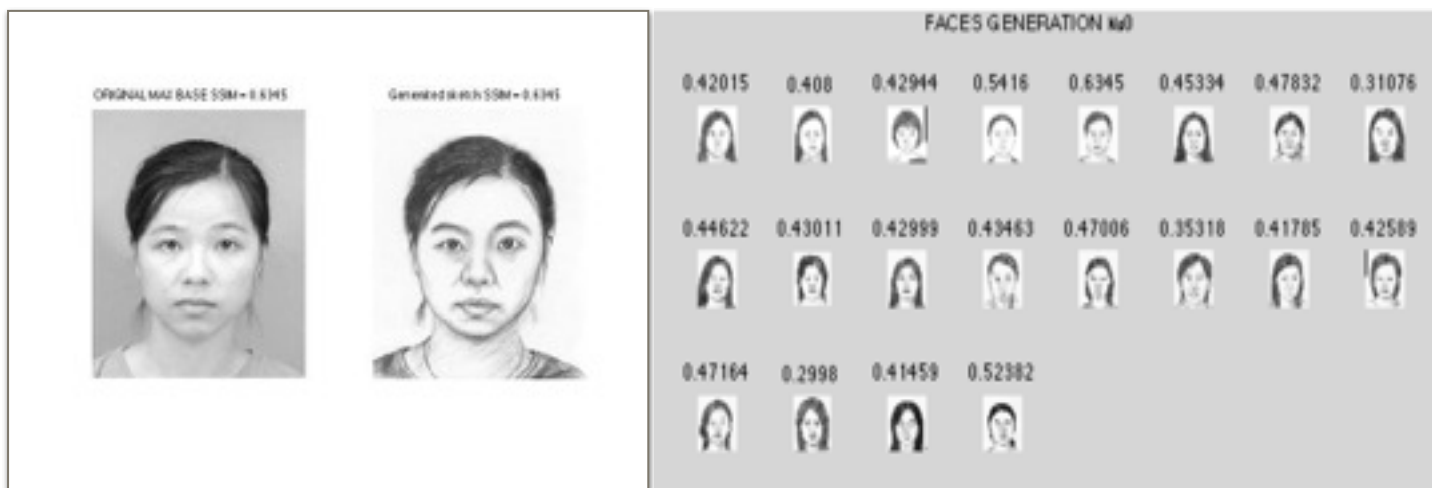 ORIGINAL MAX BASE SSIM = 0.6345
Generated sketch SSIM = 0.6345
FACES GENERATION
0.42015 0.408 0.42944 0.5416 0.6345 0.45334 0.47832 0.31076
0.44622 0.43011 0.42999 0.43463 0.47006 0.35318 0.41785 0.42589
0.47164 0.2998 0.41459 0.52382